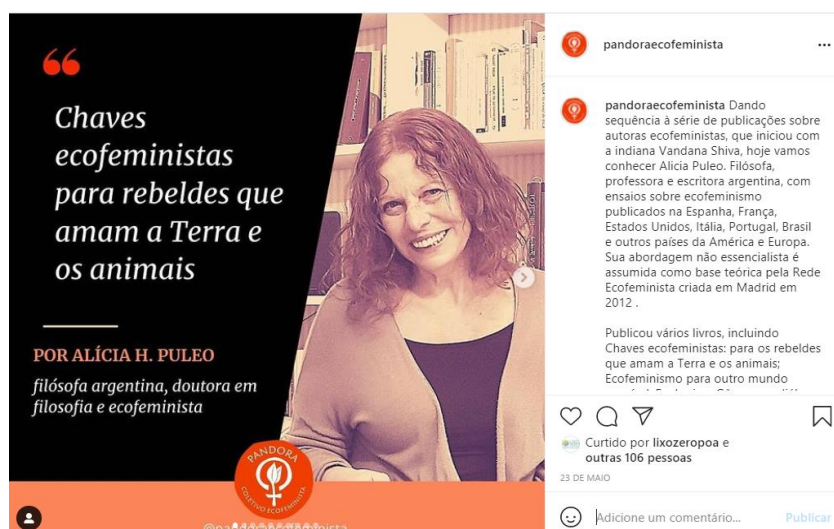 Chaves
ecofeministas
para rebeldes que
amam a Terra e
os animais
POR ALÍCIA H. PULEO
filósofa argentina, doutora em
filosofia e ecofeminista
PANDORA
COLETIVO ECOFEMINISTA
pandoraecofeminista
pandoraecofeminista Dando
sequência à série de publicações sobre
autoras ecofeministas, que iniciou com
a indiana Vandana Shiva, hoje vamos
conhecer Alicia Puleo. Filósofa,
professora e escritora argentina, com
ensaios sobre ecofeminismo
publicados na Espanha, França,
Estados Unidos, Itália, Portugal, Brasil
e outros países da América e Europa.
Sua abordagem não essencialista é
assumida como base teórica pela Rede
Ecofeminista criada em Madrid em
2012 .
Publicou vários livros, incluindo
Chaves ecofeministas: para os rebeldes
que amam a Terra e os animais;
Ecofeminismo para outro mundo
Curtido por lixozeropoa e
outras 106 pessoas
23 DE MAIO
Adicione um comentário... Publicar